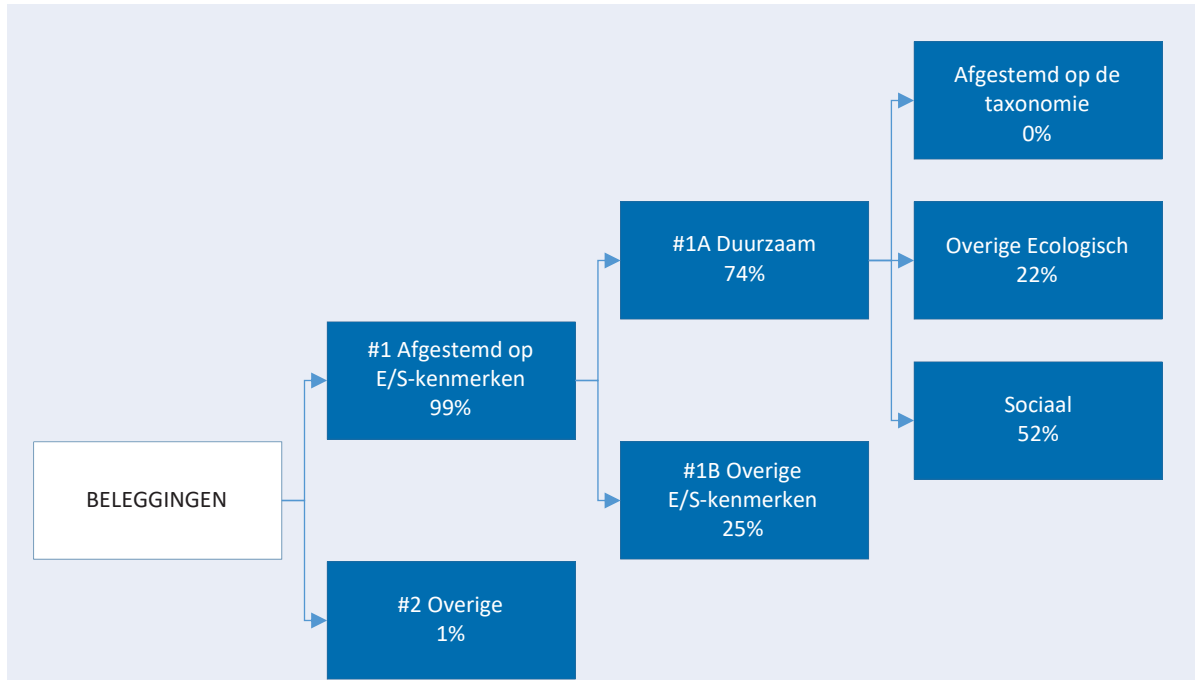 BELEGGINGEN
#1 Afgestemd op
E/S-kenmerken
99%
#2 Overige
1%
#1A Duurzaam
74%
#1B Overige
E/S-kenmerken
25%
Afgestemd op de
taxonomie
0%
Overige Ecologisch
22%
Sociaal
52%